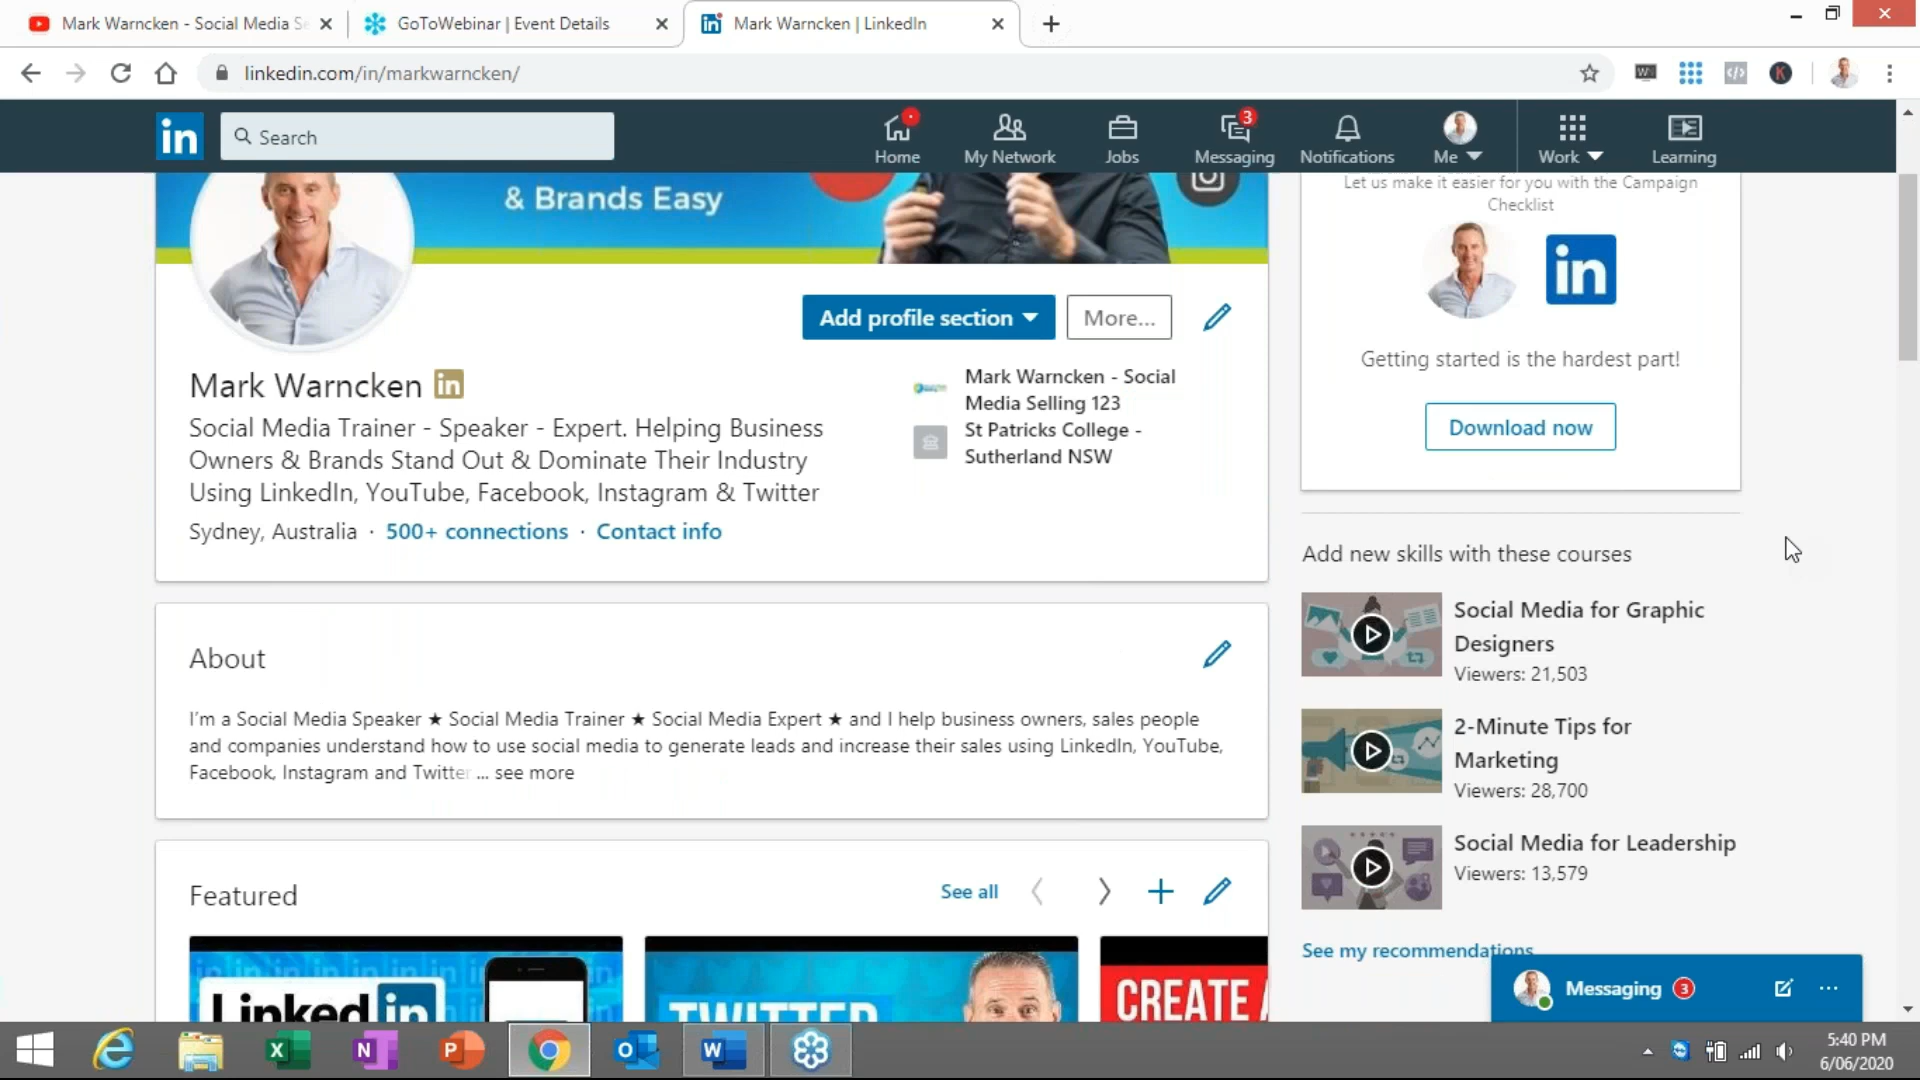 Mark Warncken - Social Media Se
GoToWebinar | Event Details
Mark Warncken | LinkedIn
linkedin.com/in/markwarncken/
in
Search
Home
My Network
Jobs
3
Messaging
Notifications
Me
Work
Learning
& Brands Easy
Let us make it easier for you with the Campaign
Checklist
in
Getting started is the hardest part!
Download now
Add profile section
More...
Mark Warncken in
Social Media Trainer - Speaker - Expert. Helping Business
Owners & Brands Stand Out & Dominate Their Industry
Using LinkedIn, YouTube, Facebook, Instagram & Twitter
Sydney, Australia · 500+ connections · Contact info
Mark Warncken - Social
Media Selling 123
St Patricks College -
Sutherland NSW
Add new skills with these courses
Social Media for Graphic
Designers
Viewers: 21,503
2-Minute Tips for
Marketing
Viewers: 28,700
Social Media for Leadership
Viewers: 13,579
See my recommendations
About
I'm a Social Media Speaker ★ Social Media Trainer ★ Social Media Expert ★ and I help business owners, sales people
and companies understand how to use social media to generate leads and increase their sales using LinkedIn, YouTube,
Facebook, Instagram and Twitter ... see more
Featured
See all
Linked in
TWITTER
CREATE A
Messaging 3
5:40 PM
6/06/2020